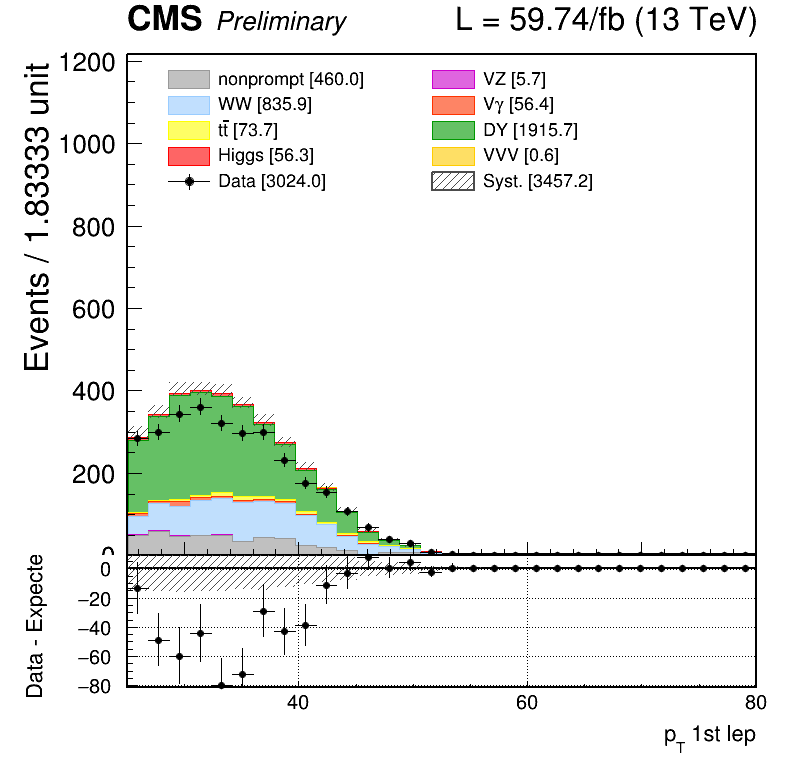 CMS Preliminary L = 59.74/fb (13 TeV)
Events / 1.83333 unit
1200
1000
800
600
400
200
0
nonprompt [460.0]
WW [835.9]
tt̄ [73.7]
Higgs [56.3]
Data [3024.0]
VZ [5.7]
Vγ [56.4]
DY [1915.7]
VVV [0.6]
Syst. [3457.2]
Data - Expecte
0
−20
−40
−60
−80
40 60 80
p_T 1st lep